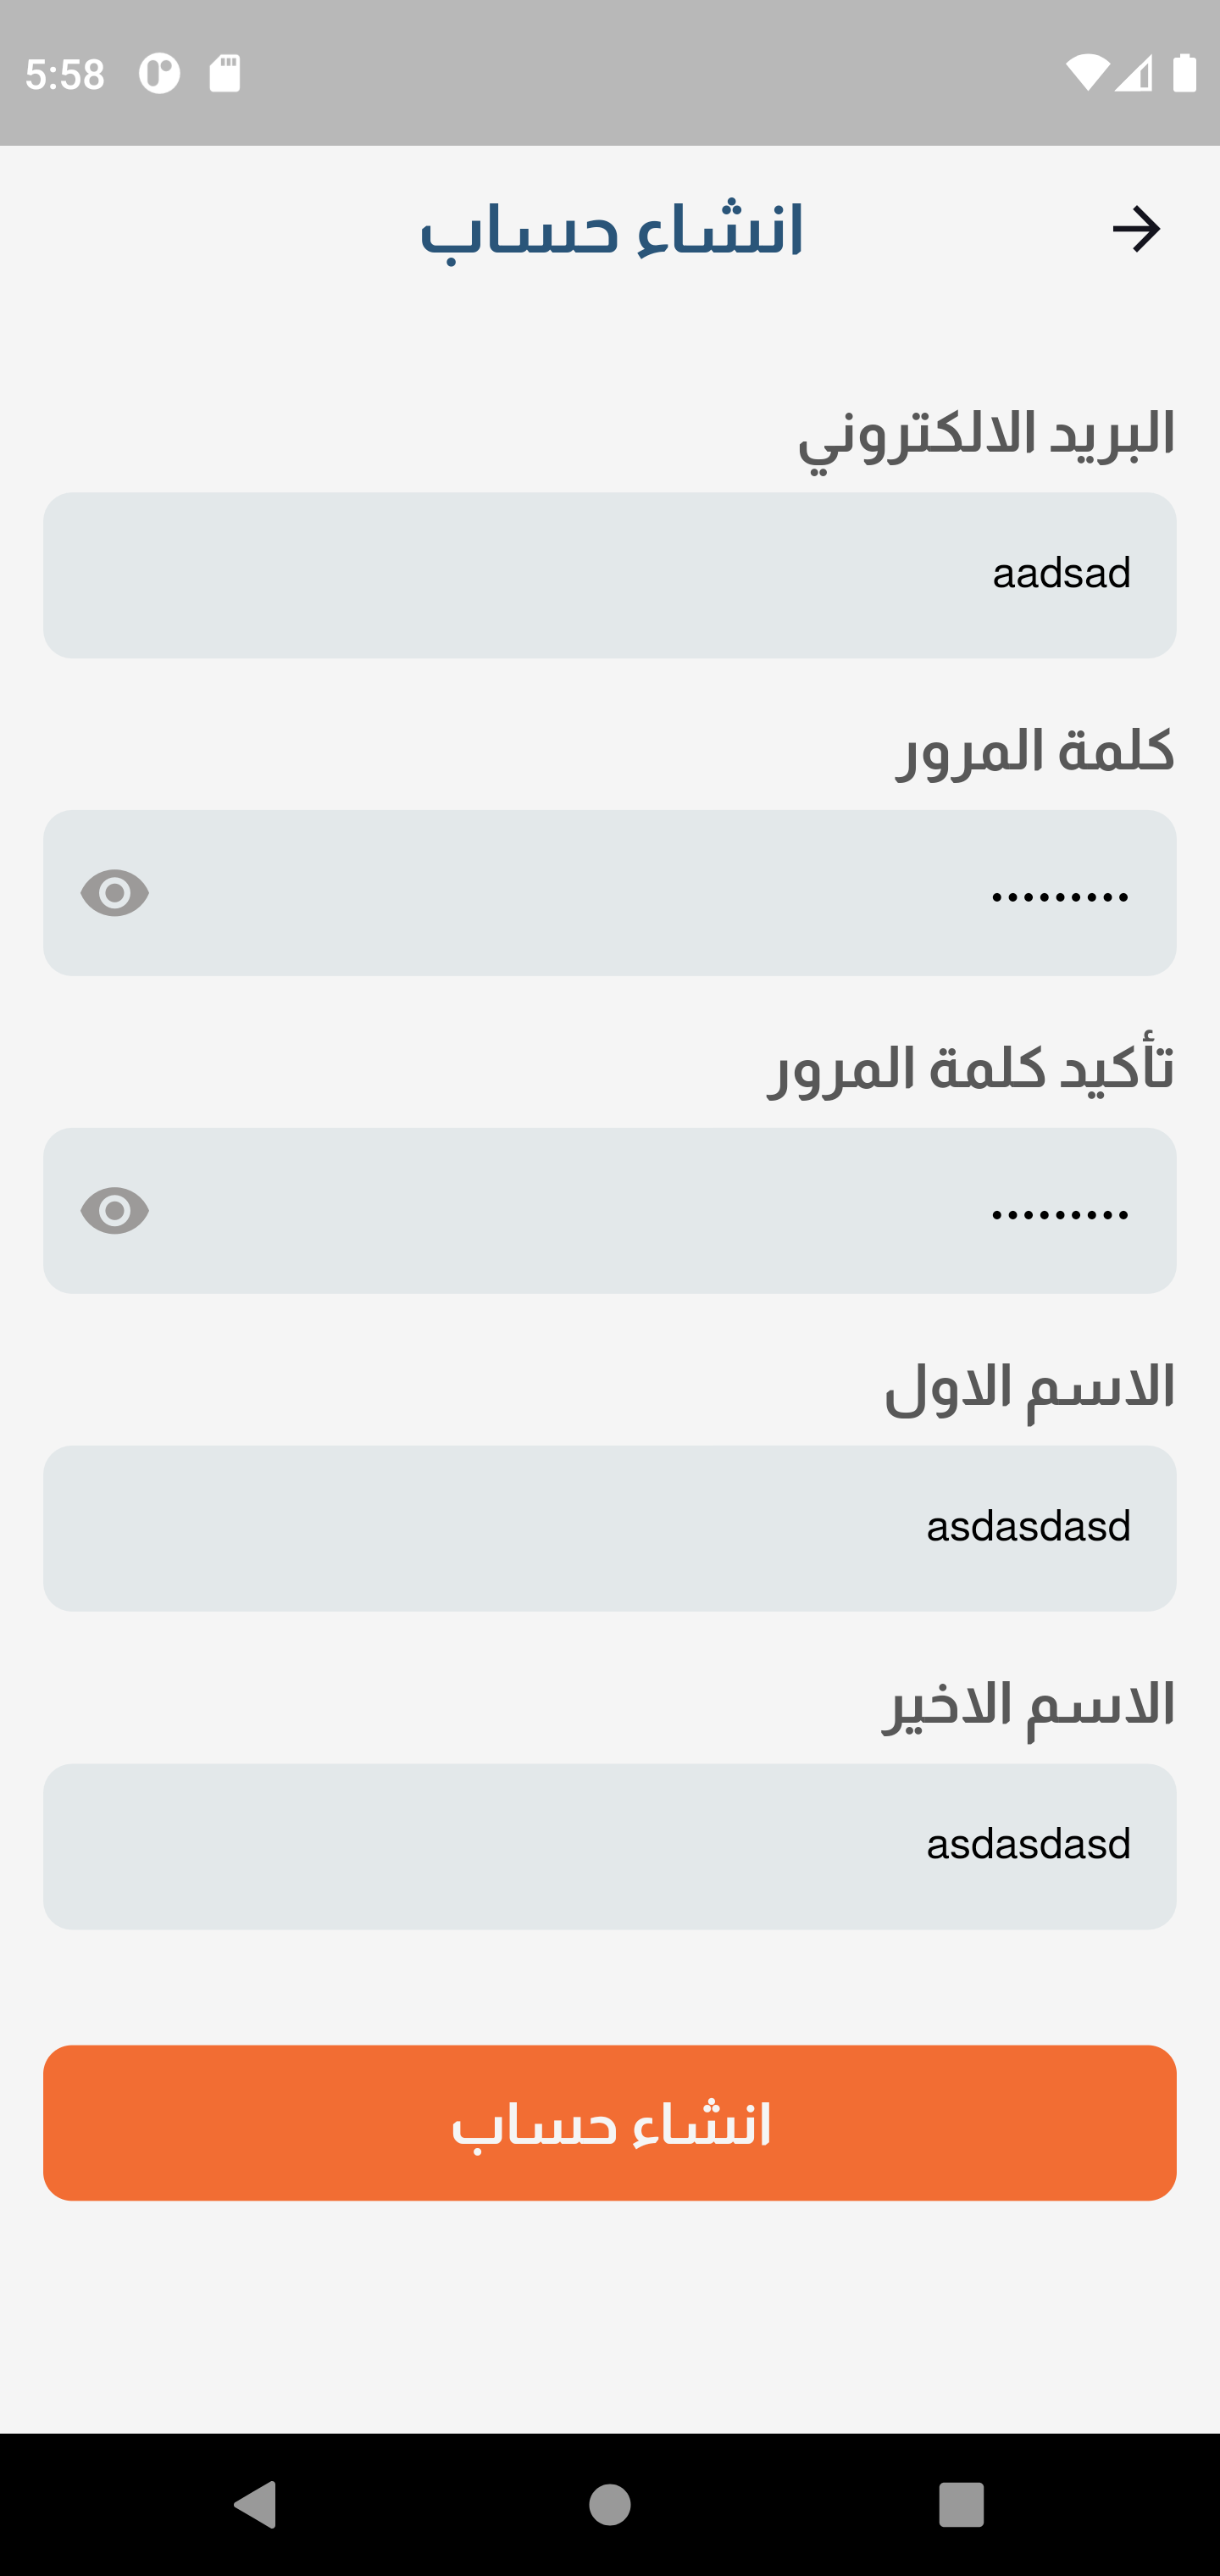 5:58
انشاء حساب
البريد الالكتروني
aadsad
كلمة المرور
•••••••••
تأكيد كلمة المرور
•••••••••
الاسم الاول
asdasdasd
الاسم الاخير
asdasdasd
انشاء حساب